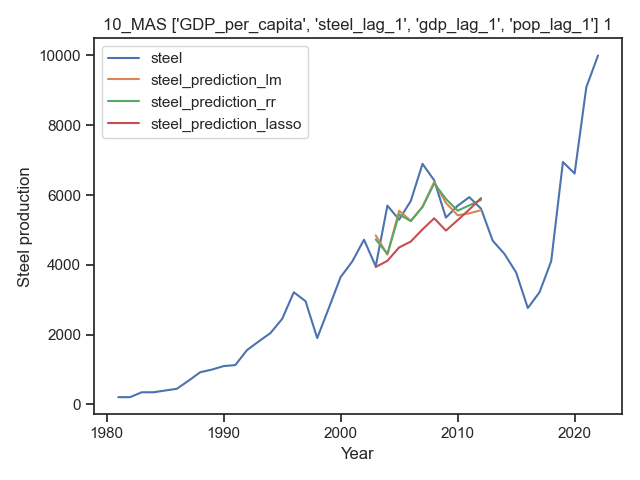 10_MAS ['GDP_per_capita', 'steel_lag_1', 'gdp_lag_1', 'pop_lag_1'] 1
steel
steel_prediction_lm
steel_prediction_rr
steel_prediction_lasso
10000
8000
6000
4000
2000
0
Steel production
1980
1990
2000
2010
2020
Year